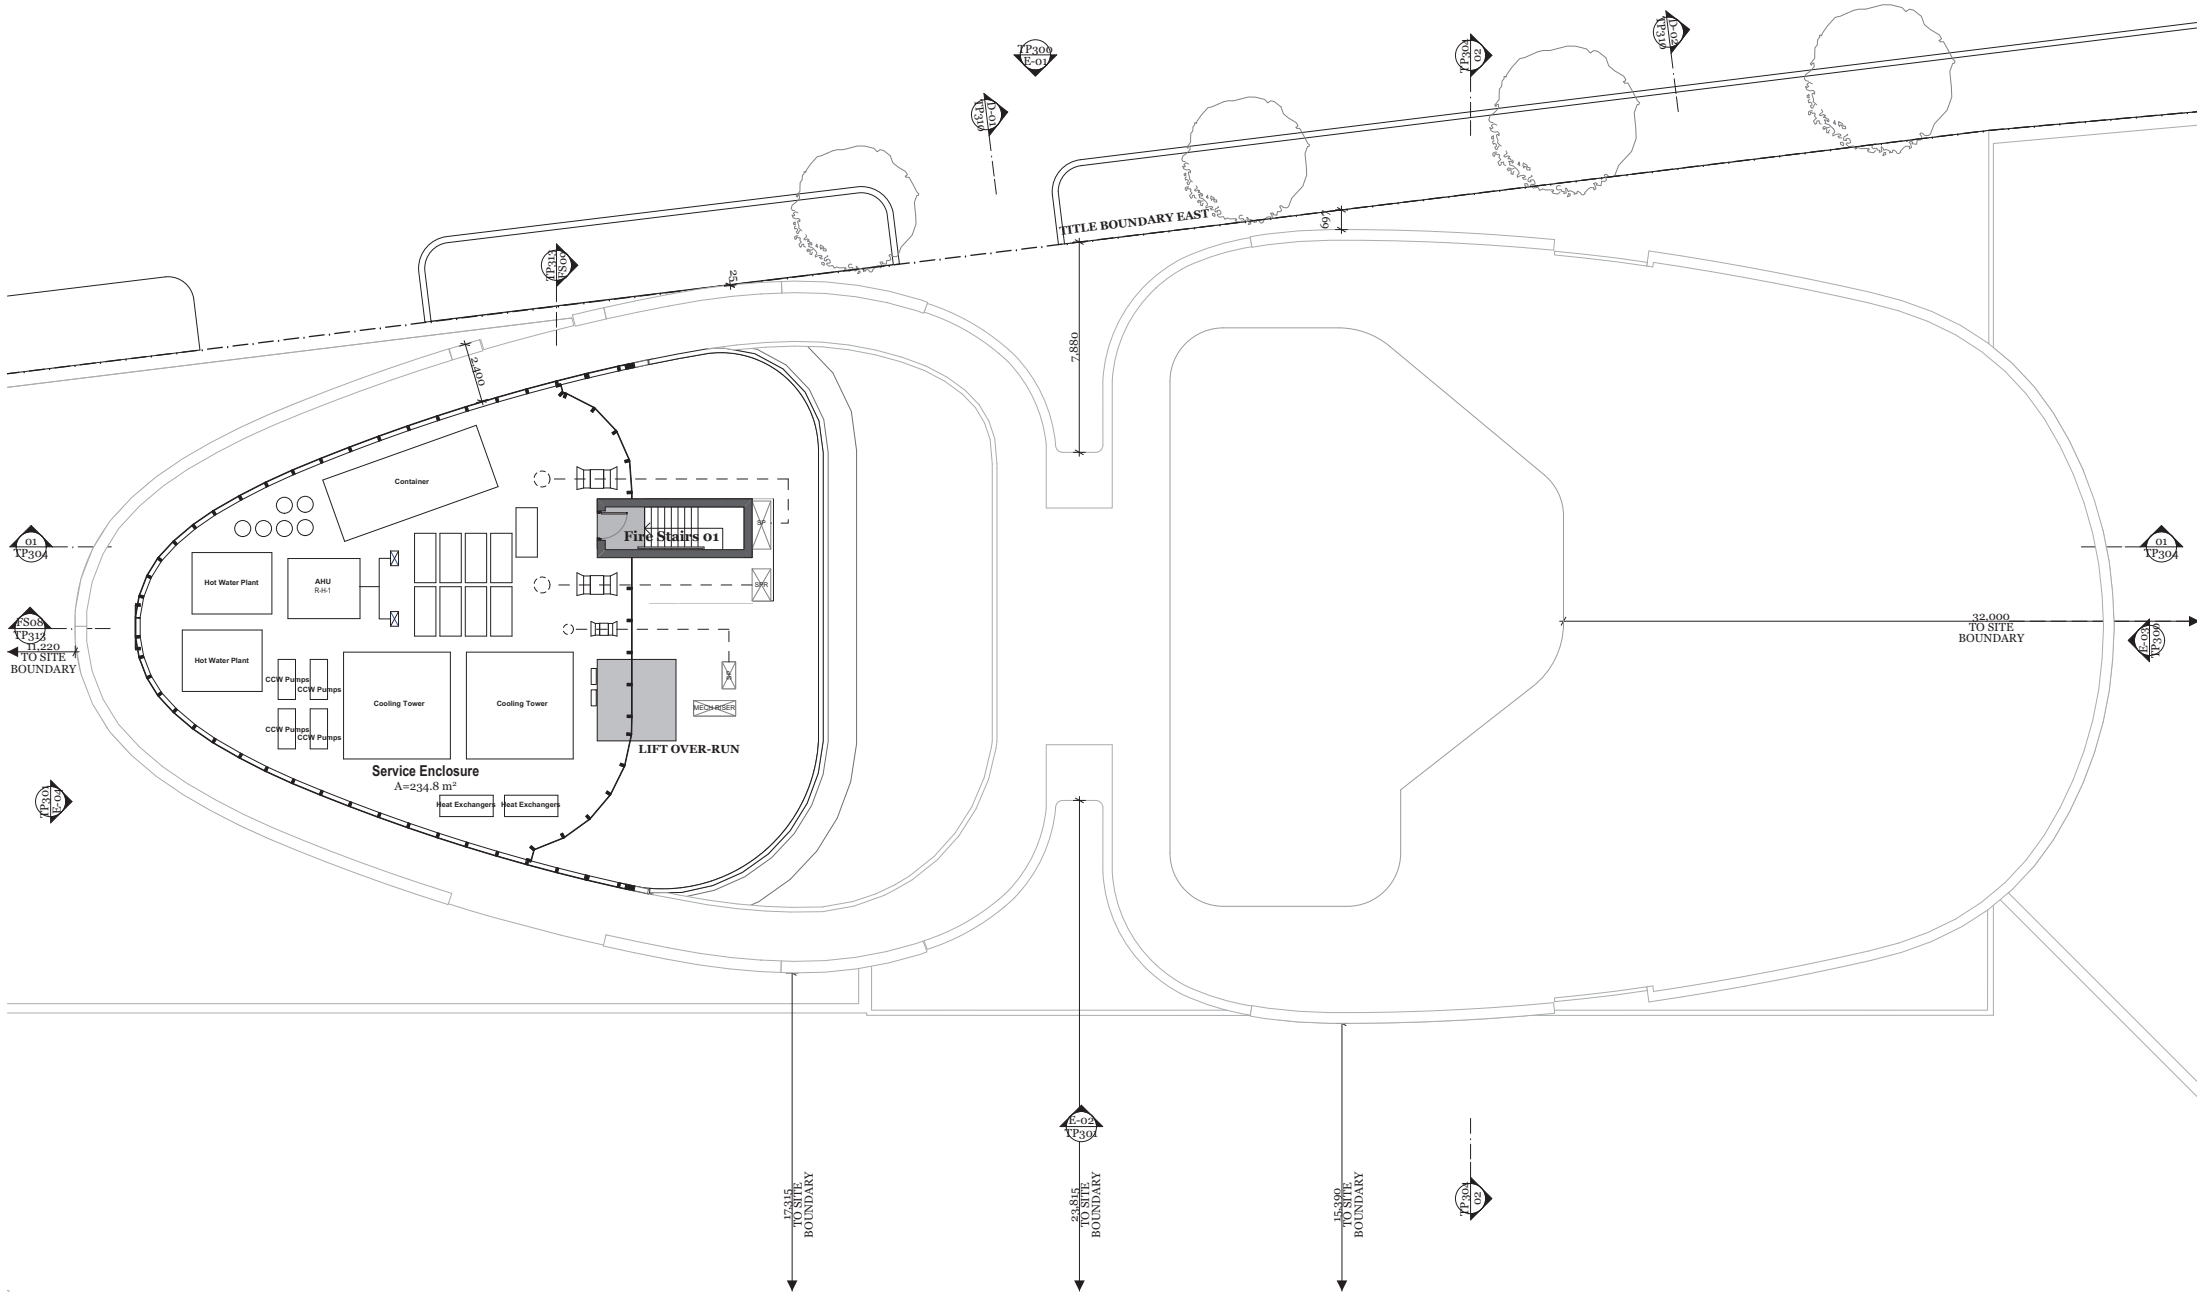 TP300
E-01
TP304
02
D-02
TP310
D-01
TP310
TITLE BOUNDARY EAST
697
TP313
25
7,880
2,400
Container
01
TP304
Fire Stairs 01
SP
01
TP304
Hot Water Plant
AHU
R-H-1
SPR
FS08
TP313
11,220
TO SITE
BOUNDARY
32,000
TO SITE
BOUNDARY
E-03
TP300
Hot Water Plant
CCW Pumps
CCW Pumps
Cooling Tower
Cooling Tower
MECH RISER
CCW Pumps
CCW Pumps
LIFT OVER-RUN
Service Enclosure
A=234.8 m²
TP301
E-04
Heat Exchangers
Heat Exchangers
E-02
TP301
17,315
TO SITE
BOUNDARY
23,815
TO SITE
BOUNDARY
15,390
TO SITE
BOUNDARY
TP304
02